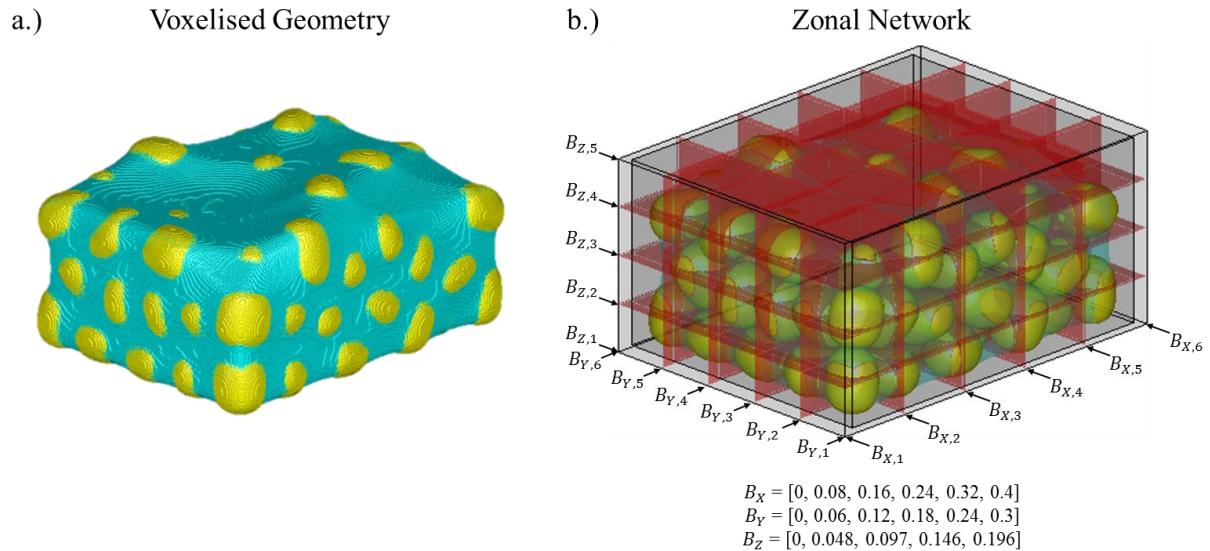 a.) Voxelised Geometry
b.) Zonal Network
B_{Z,5}
B_{Z,4}
B_{Z,3}
B_{Z,2}
B_{Z,1}
B_{Y,6}
B_{Y,5}
B_{Y,4}
B_{Y,3}
B_{Y,2}
B_{Y,1}
B_{X,1}
B_{X,2}
B_{X,3}
B_{X,4}
B_{X,5}
B_{X,6}
B_X = [0, 0.08, 0.16, 0.24, 0.32, 0.4]
B_Y = [0, 0.06, 0.12, 0.18, 0.24, 0.3]
B_Z = [0, 0.048, 0.097, 0.146, 0.196]